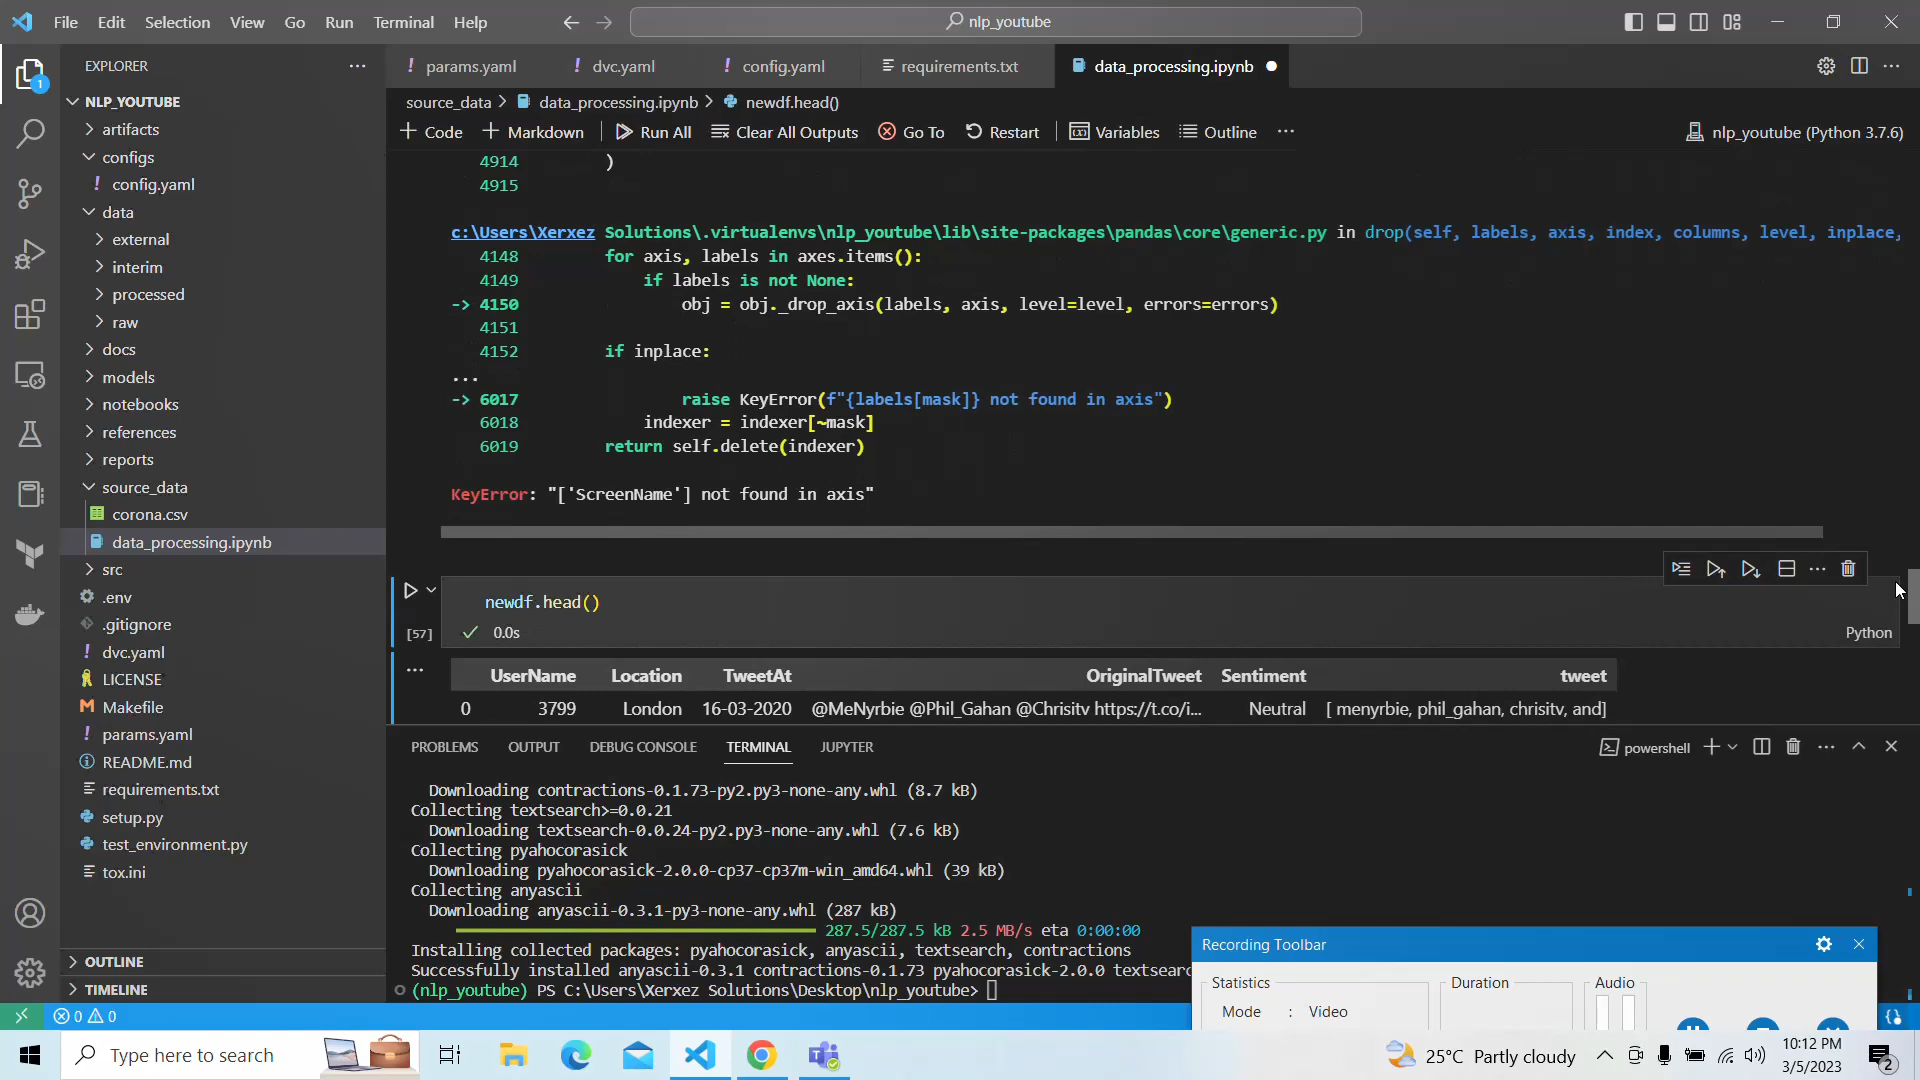 File Edit Selection View Go Run Terminal Help
nlp_youtube
EXPLORER
NLP_YOUTUBE
artifacts
configs
! config.yaml
data
external
interim
processed
raw
docs
models
notebooks
references
reports
source_data
corona.csv
data_processing.ipynb
src
.env
.gitignore
! dvc.yaml
LICENSE
M Makefile
! params.yaml
README.md
requirements.txt
setup.py
test_environment.py
tox.ini
OUTLINE
TIMELINE
! params.yaml ! dvc.yaml ! config.yaml requirements.txt data_processing.ipynb
source_data > data_processing.ipynb > newdf.head()
+ Code + Markdown Run All Clear All Outputs Go To Restart Variables Outline ...
nlp_youtube (Python 3.7.6)
4914 )
4915
c:\Users\Xerxez Solutions\.virtualenvs\nlp_youtube\lib\site-packages\pandas\core\generic.py in drop(self, labels, axis, index, columns, level, inplace,
4148 for axis, labels in axes.items():
4149 if labels is not None:
-> 4150 obj = obj._drop_axis(labels, axis, level=level, errors=errors)
4151
4152 if inplace:
...
-> 6017 raise KeyError(f"{labels[mask]} not found in axis")
6018 indexer = indexer[~mask]
6019 return self.delete(indexer)
KeyError: "['ScreenName'] not found in axis"
newdf.head()
[57] 0.0s
Python
UserName Location TweetAt OriginalTweet Sentiment tweet
0 3799 London 16-03-2020 @MeNyrbie @Phil_Gahan @Chrisitv https://t.co/i... Neutral [ menyrbie, phil_gahan, chrisitv, and]
PROBLEMS OUTPUT DEBUG CONSOLE TERMINAL JUPYTER
powershell
Downloading contractions-0.1.73-py2.py3-none-any.whl (8.7 kB)
Collecting textsearch>=0.0.21
Downloading textsearch-0.0.24-py2.py3-none-any.whl (7.6 kB)
Collecting pyahocorasick
Downloading pyahocorasick-2.0.0-cp37-cp37m-win_amd64.whl (39 kB)
Collecting anyascii
Downloading anyascii-0.3.1-py3-none-any.whl (287 kB)
287.5/287.5 kB 2.5 MB/s eta 0:00:00
Installing collected packages: pyahocorasick, anyascii, textsearch, contractions
Successfully installed anyascii-0.3.1 contractions-0.1.73 pyahocorasick-2.0.0 textsearc
(nlp_youtube) PS C:\Users\Xerxez Solutions\Desktop\nlp_youtube>
Recording Toolbar
Statistics Duration Audio
Mode : Video
0 0
Type here to search
25°C Partly cloudy
10:12 PM
3/5/2023
2
1